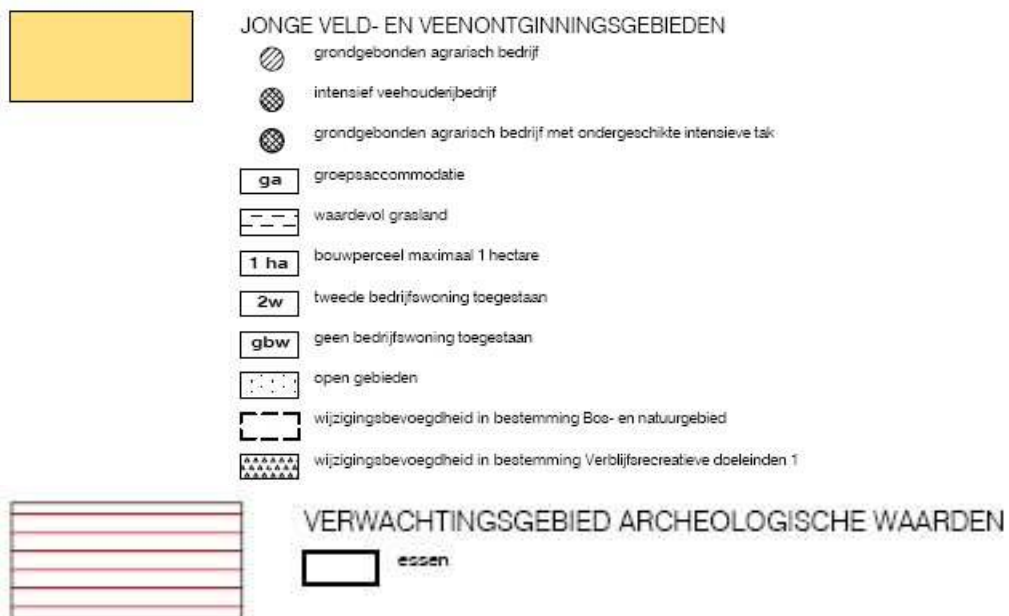 JONGE VELD- EN VEENONTGINNINGSGEBIEDEN
grondgebonden agrarisch bedrijf
intensief veehouderijbedrijf
grondgebonden agrarisch bedrijf met ondergeschikte intensieve tak
ga groepsaccommodatie
waardevol grasland
1 ha bouwperceel maximaal 1 hectare
2w tweede bedrijfswoning toegestaan
gbw geen bedrijfswoning toegestaan
open gebieden
wijzigingsbevoegdheid in bestemming Bos- en natuurgebied
wijzigingsbevoegdheid in bestemming Verblijfsrecreatieve doeleinden 1
VERWACHTINGSGEBIED ARCHEOLOGISCHE WAARDEN
essen